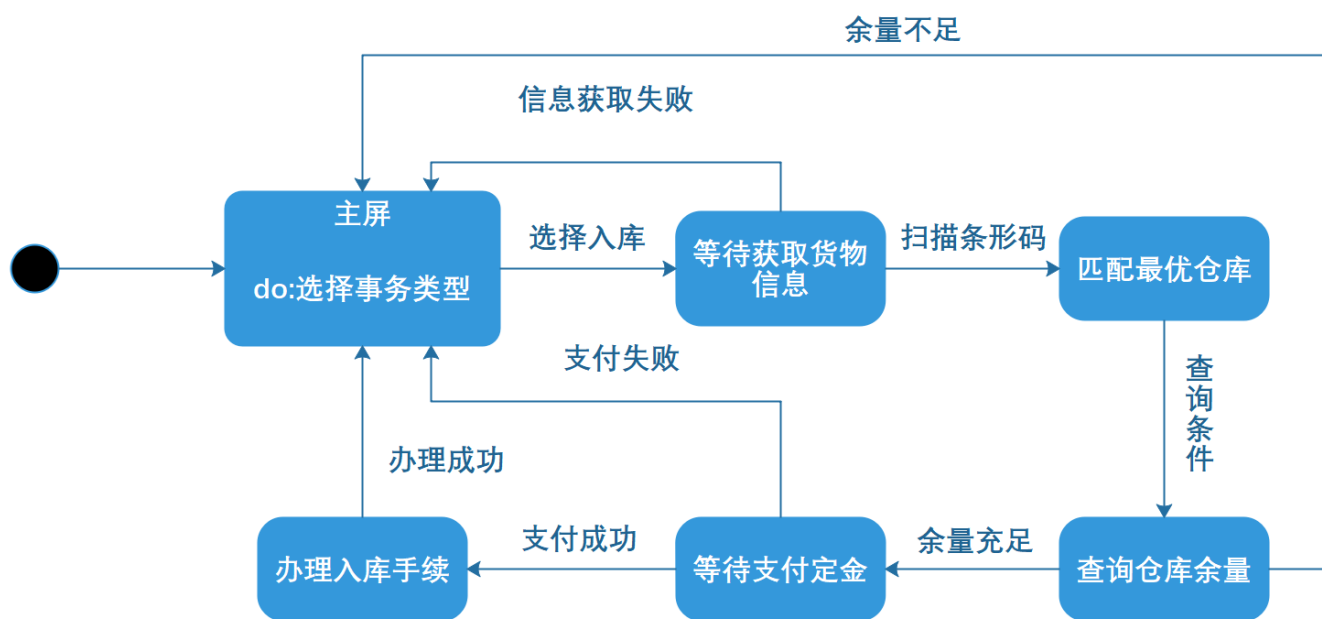 余量不足
信息获取失败
主屏
do:选择事务类型
选择入库
等待获取货物
信息
扫描条形码
匹配最优仓库
支付失败
查询条件
办理成功
办理入库手续
支付成功
等待支付定金
余量充足
查询仓库余量